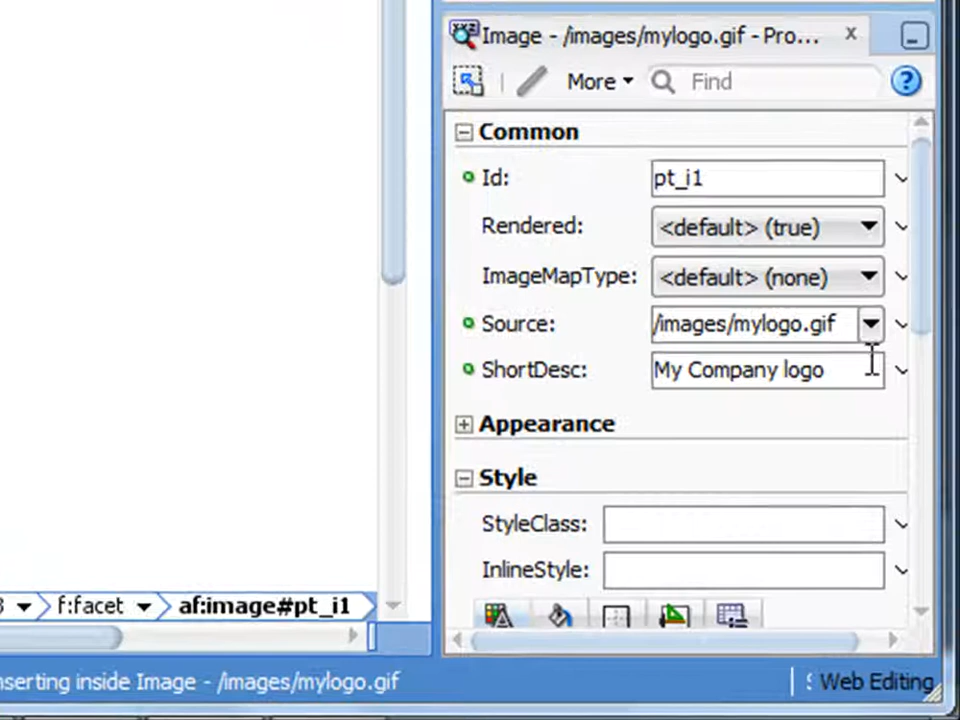 Image - /images/mylogo.gif - Pro...
More
Find
Common
Id: pt_i1
Rendered: <default> (true)
ImageMapType: <default> (none)
Source: /images/mylogo.gif
ShortDesc: My Company logo
Appearance
Style
StyleClass:
InlineStyle:
f:facet af:image#pt_i1
nserting inside Image - /images/mylogo.gif
Web Editing